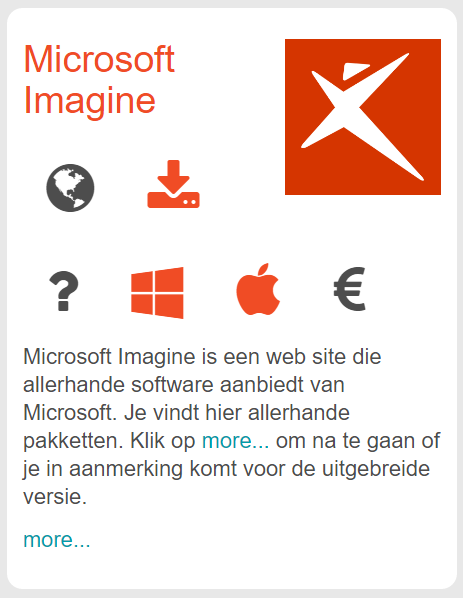 Microsoft
Imagine
?
€
Microsoft Imagine is een web site die
allerhande software aanbiedt van
Microsoft. Je vindt hier allerhande
pakketten. Klik op more... om na te gaan of
je in aanmerking komt voor de uitgebreide
versie.
more...